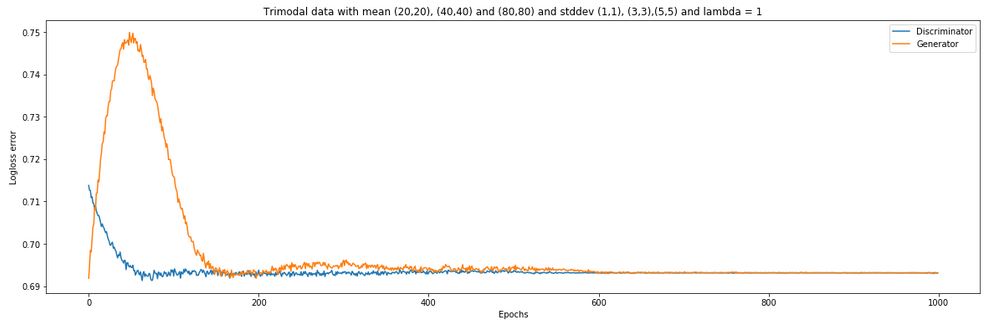 Trimodal data with mean (20,20), (40,40) and (80,80) and stddev (1,1), (3,3),(5,5) and lambda = 1
Discriminator
Generator
Logloss error
0.75
0.74
0.73
0.72
0.71
0.70
0.69
0
200
400
600
800
1000
Epochs